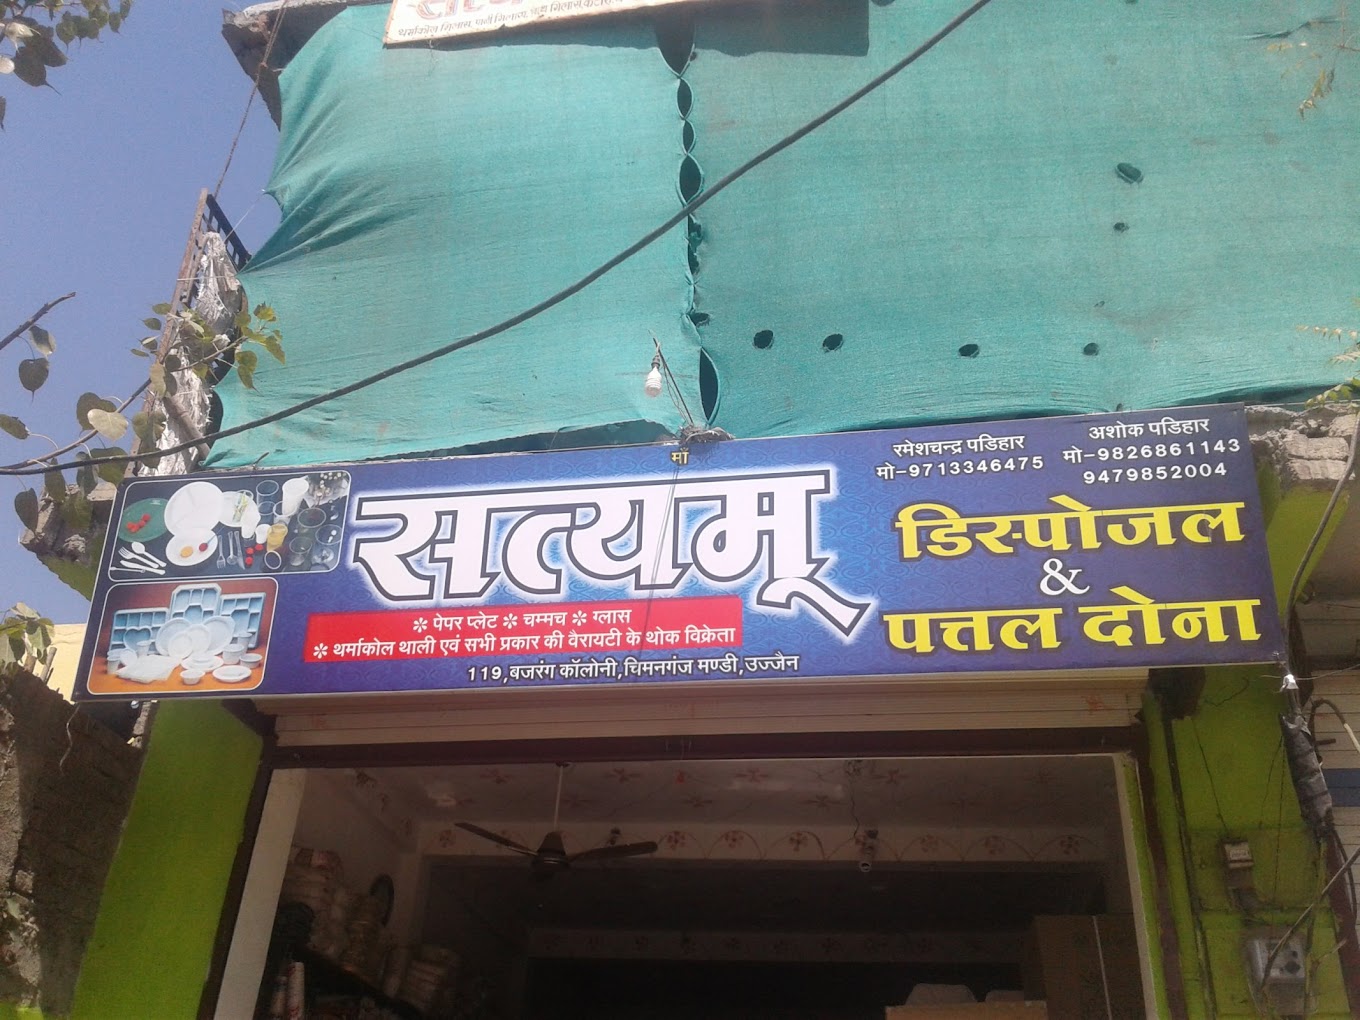 थर्माकोल गिलास,
माँ
सत्यमू
रमेशचन्द्र पडिहार
मो-9713346475
अशोक पडिहार
मो-9826861143
9479852004
डिस्पोजल
&
पत्तल दोना
✼ पेपर प्लेट ✼ चम्मच ✼ ग्लास
✼ थर्माकोल थाली एवं सभी प्रकार की वैरायटी के थोक विक्रेता
119,बजरंग कॉलोनी,चिमनगंज मण्डी,उज्जैन